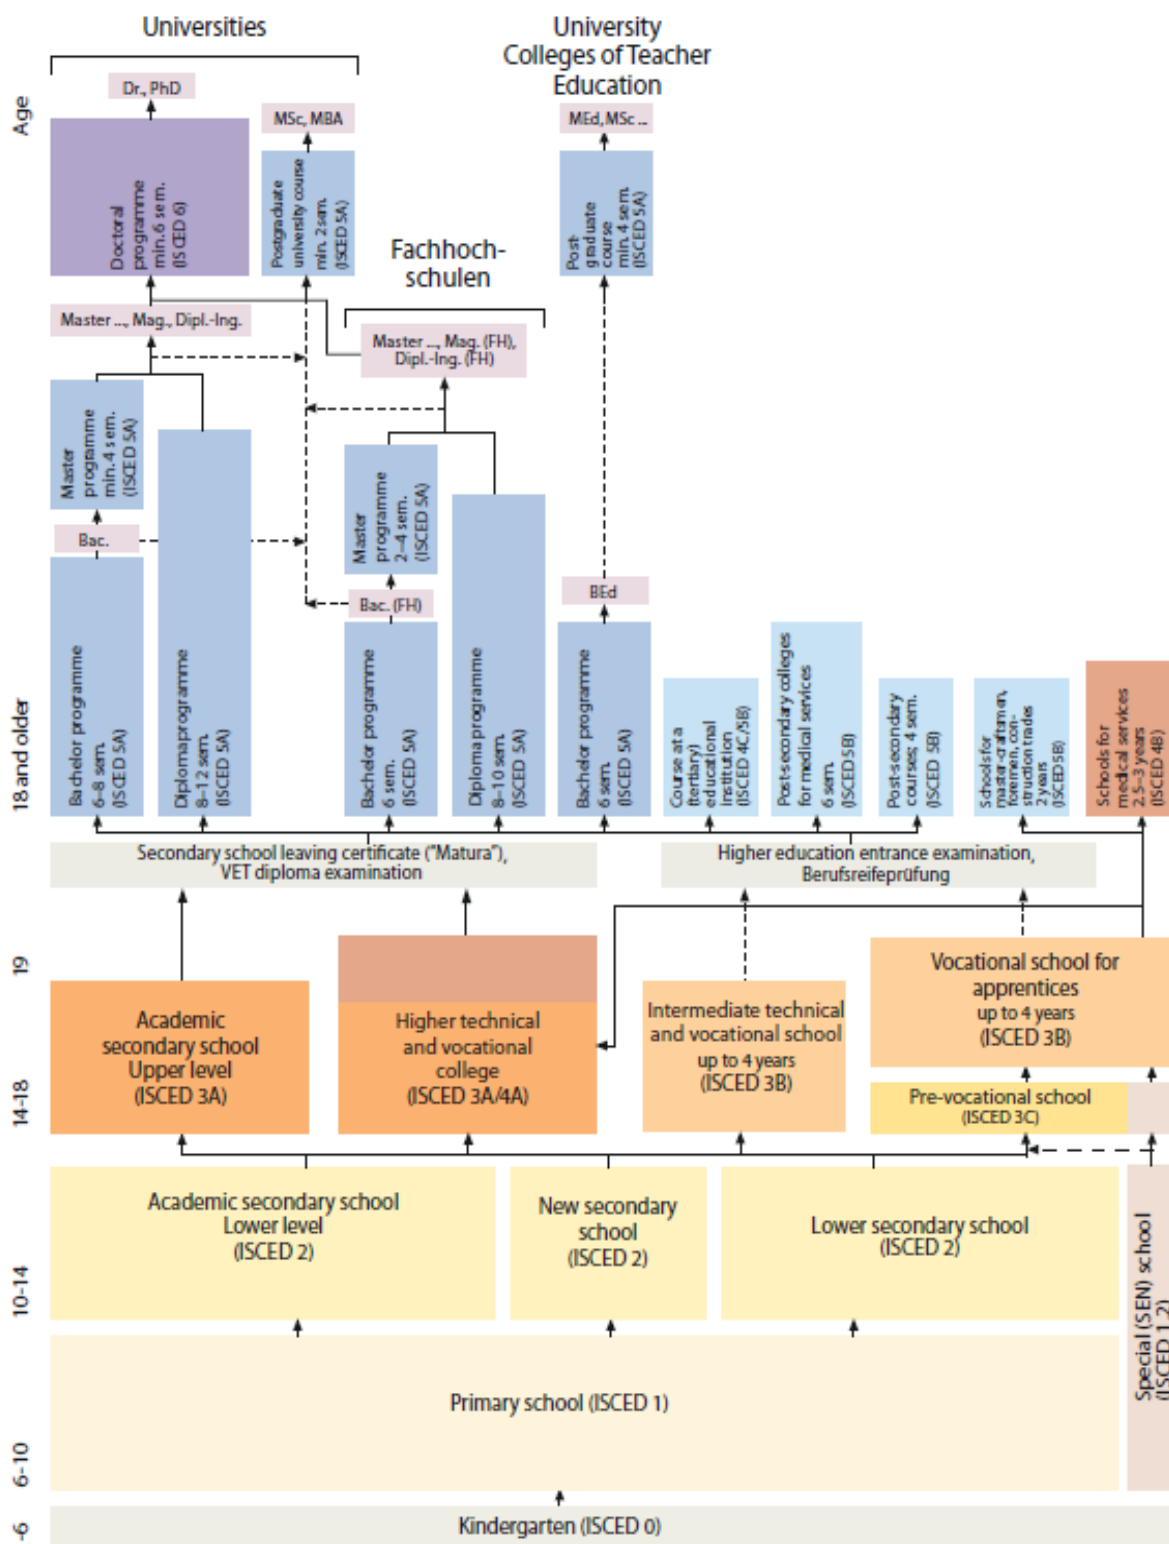 Universities
University
Colleges of Teacher
Education
Age
Dr., PhD
MSc, MBA
MEd, MSc ...
Doctoral
programme
min. 6 sem.
(ISCED 6)
Postgraduate
university course
min. 2 sem.
(ISCED 5A)
Post-
graduate
course
min. 4 sem.
(ISCED 5A)
Fachhoch-
schulen
Master ..., Mag., Dipl.-Ing.
Master ..., Mag. (FH),
Dipl.-Ing. (FH)
Master
programme
min. 4 sem.
(ISCED 5A)
Master
programme
2–4 sem.
(ISCED 5A)
Bac.
Bac. (FH)
BEd
18 and older
Bachelor programme
6–8 sem.
(ISCED 5A)
Diploma programme
8–12 sem.
(ISCED 5A)
Bachelor programme
6 sem.
(ISCED 5A)
Diploma programme
8–10 sem.
(ISCED 5A)
Bachelor programme
6 sem.
(ISCED 5A)
Course at a
(tertiary)
educational
institution
(ISCED 4C/5B)
Post-secondary colleges
for medical services
6 sem.
(ISCED 5B)
Post-secondary
courses; 4 sem.
(ISCED 5B)
Schools for
master-craftsmen,
foremen, con-
struction trades
2 years
(ISCED 5B)
Schools for
medical services
2.5–3 years
(ISCED 4B)
Secondary school leaving certificate ("Matura"),
VET diploma examination
Higher education entrance examination,
Berufsreifeprüfung
19
14-18
Academic
secondary school
Upper level
(ISCED 3A)
Higher technical
and vocational
college
(ISCED 3A/4A)
Intermediate technical
and vocational school
up to 4 years
(ISCED 3B)
Vocational school for
apprentices
up to 4 years
(ISCED 3B)
Pre-vocational school
(ISCED 3C)
10-14
Academic secondary school
Lower level
(ISCED 2)
New secondary
school
(ISCED 2)
Lower secondary school
(ISCED 2)
Special (SEN) school
(ISCED 1,2)
6-10
Primary school (ISCED 1)
-6
Kindergarten (ISCED 0)